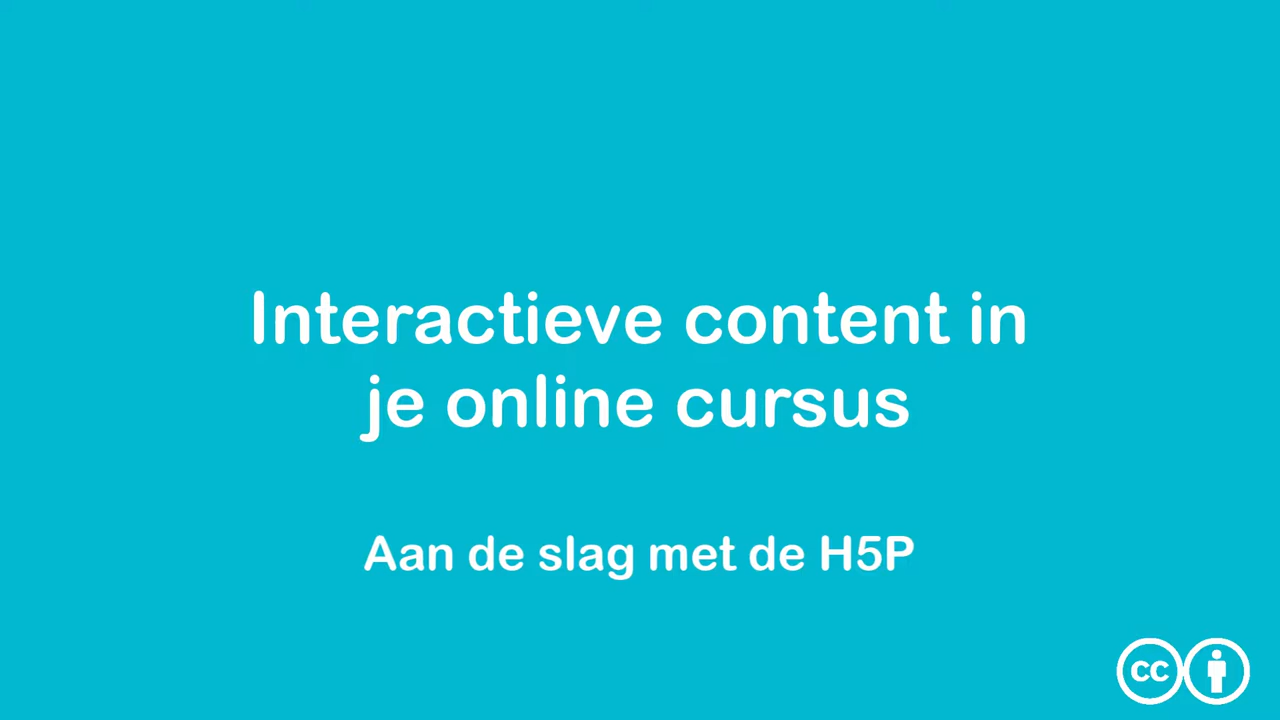 Interactieve content in
je online cursus
Aan de slag met de H5P
cc